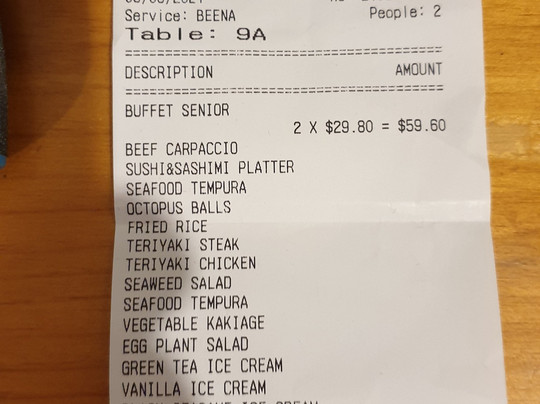 Service: BEENA People: 2
Table: 9A
DESCRIPTION AMOUNT
BUFFET SENIOR
2 X $29.80 = $59.60
BEEF CARPACCIO
SUSHI&SASHIMI PLATTER
SEAFOOD TEMPURA
OCTOPUS BALLS
FRIED RICE
TERIYAKI STEAK
TERIYAKI CHICKEN
SEAWEED SALAD
SEAFOOD TEMPURA
VEGETABLE KAKIAGE
EGG PLANT SALAD
GREEN TEA ICE CREAM
VANILLA ICE CREAM
ICE CREAM